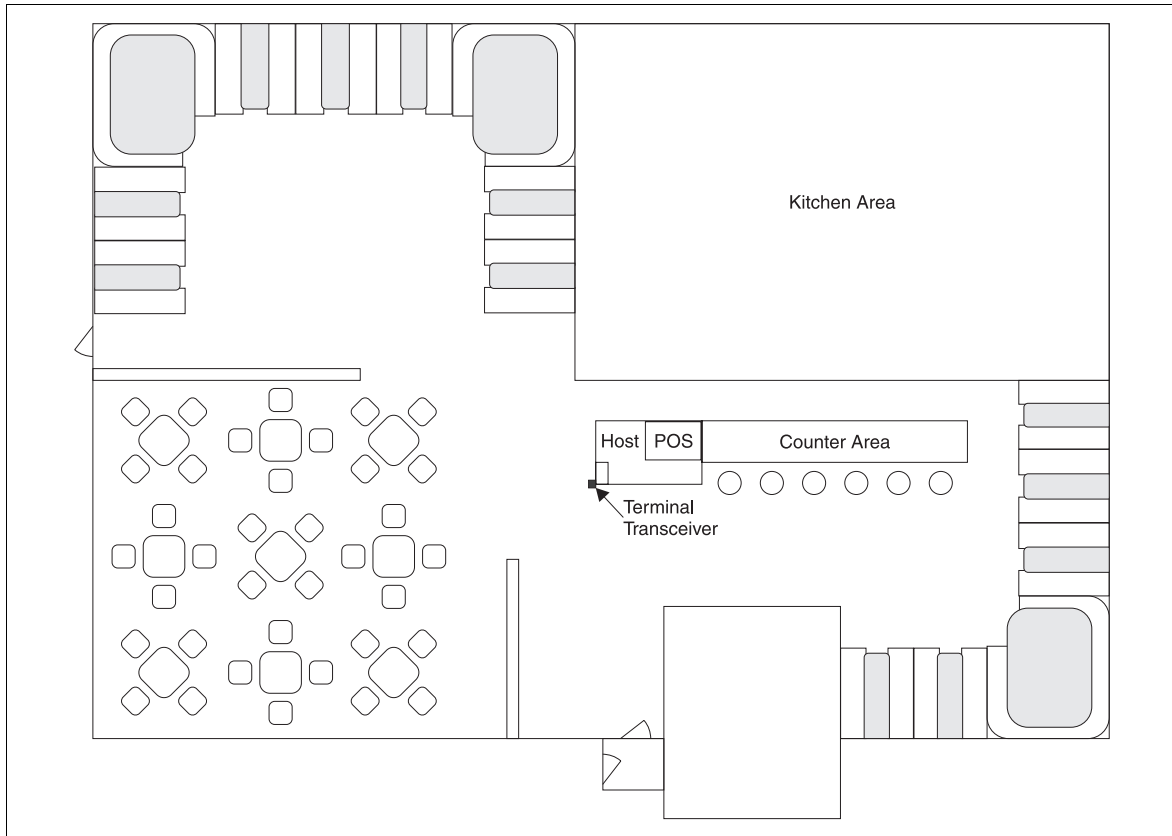 Kitchen Area
Host
POS
Counter Area
Terminal
Transceiver